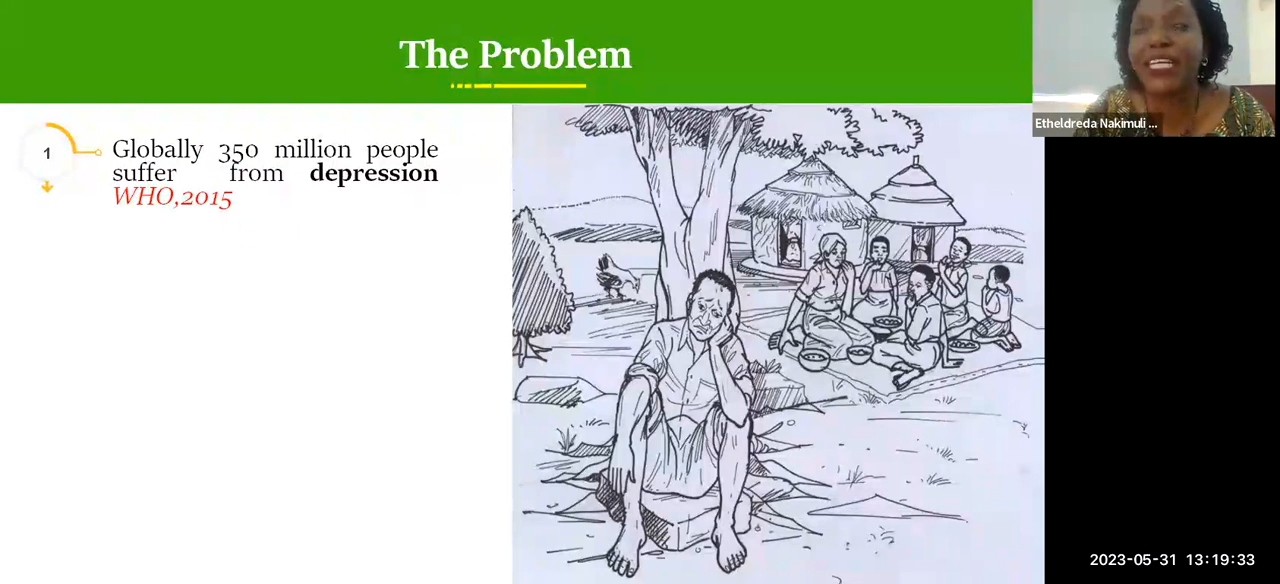 The Problem
Etheldreda Nakimuli ...
1
Globally 350 million people
suffer from depression
WHO,2015
2023-05-31 13:19:33